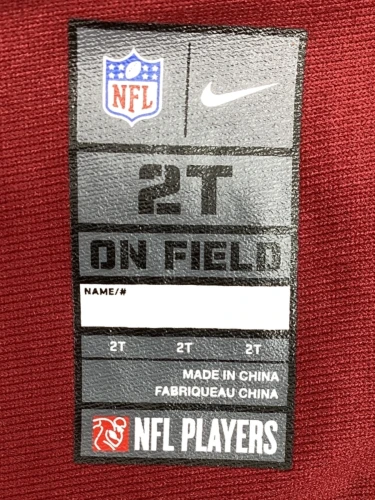 NFL
2T
ON FIELD
NAME/#
2T 2T 2T
MADE IN CHINA
FABRIQUEAU CHINA
NFL PLAYERS